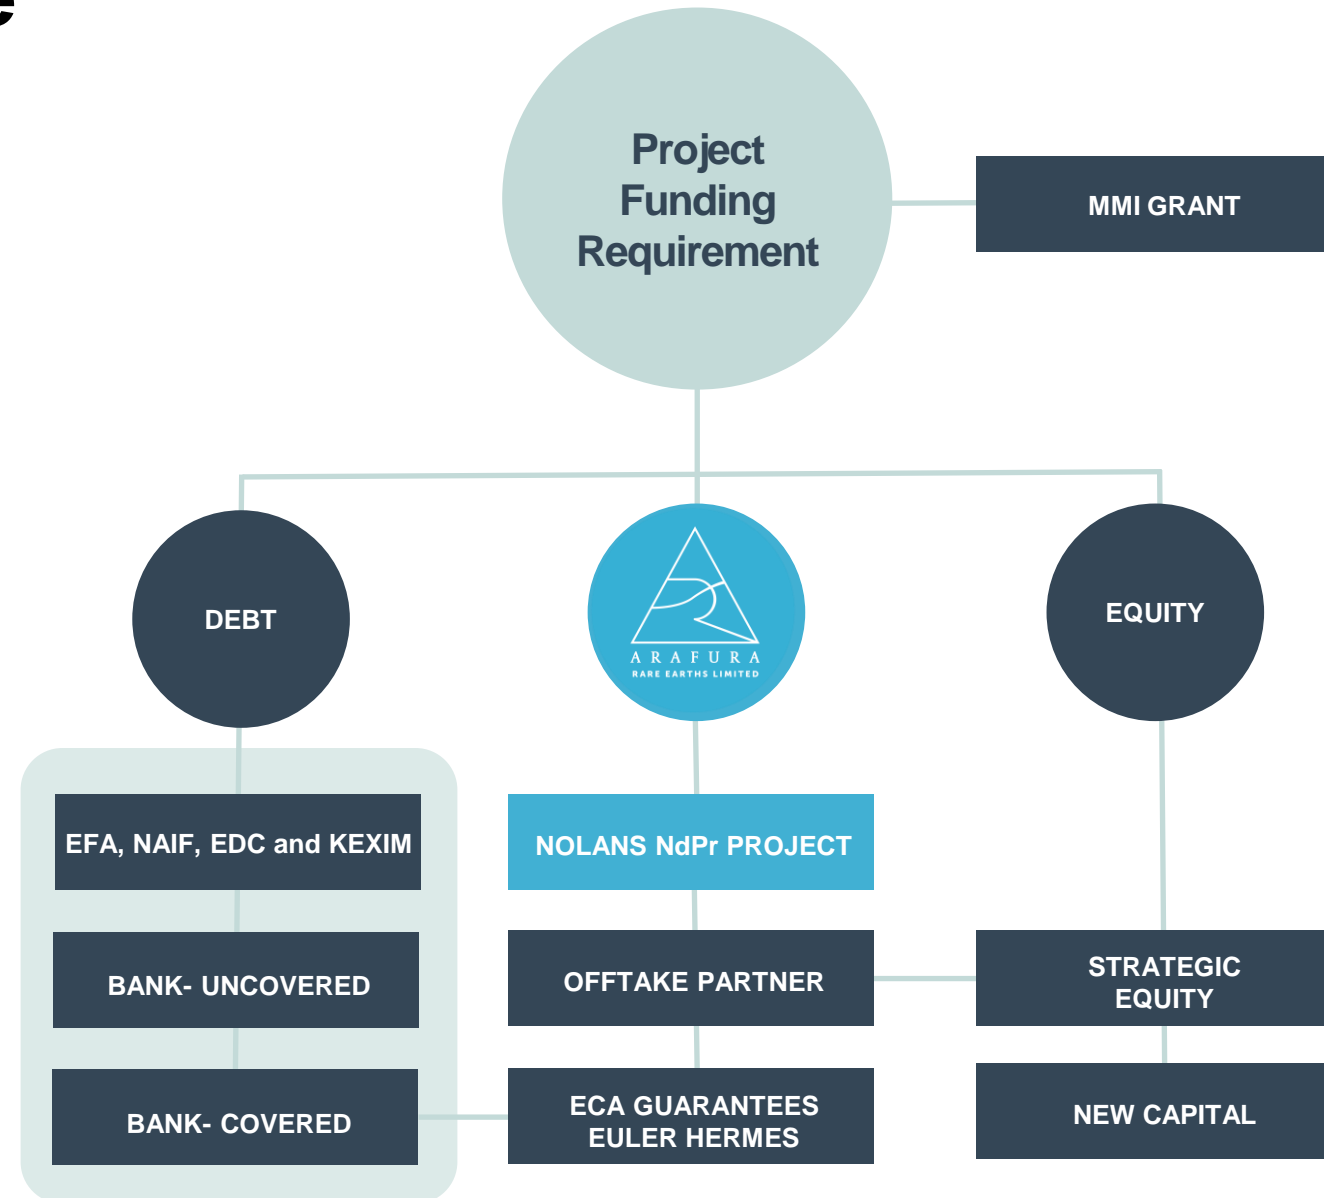 Project
Funding
Requirement
MMI GRANT
DEBT
ARAFURA
RARE EARTHS LIMITED
EQUITY
EFA, NAIF, EDC and KEXIM
NOLANS NdPr PROJECT
BANK- UNCOVERED
OFFTAKE PARTNER
STRATEGIC
EQUITY
BANK- COVERED
ECA GUARANTEES
EULER HERMES
NEW CAPITAL